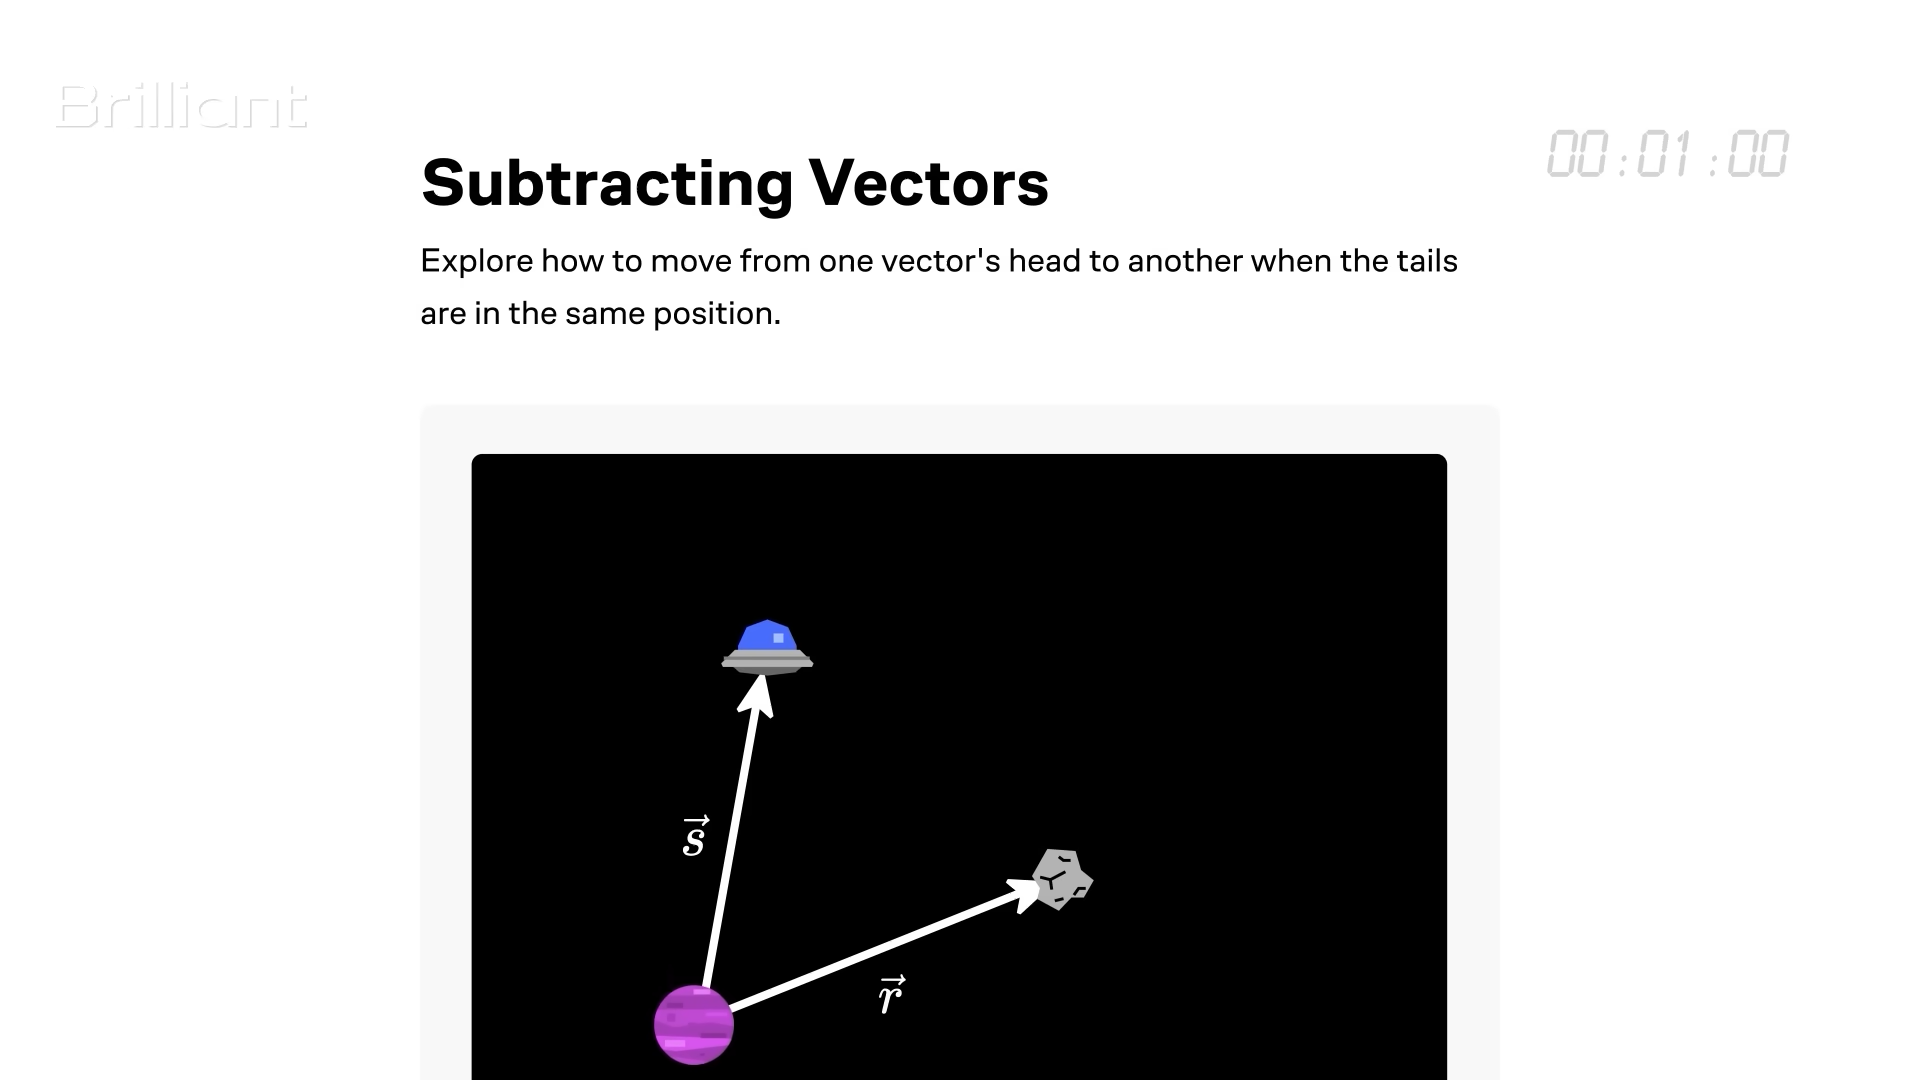 Brilliant
00:01:00
Subtracting Vectors
Explore how to move from one vector's head to another when the tails
are in the same position.
s⃗
r⃗